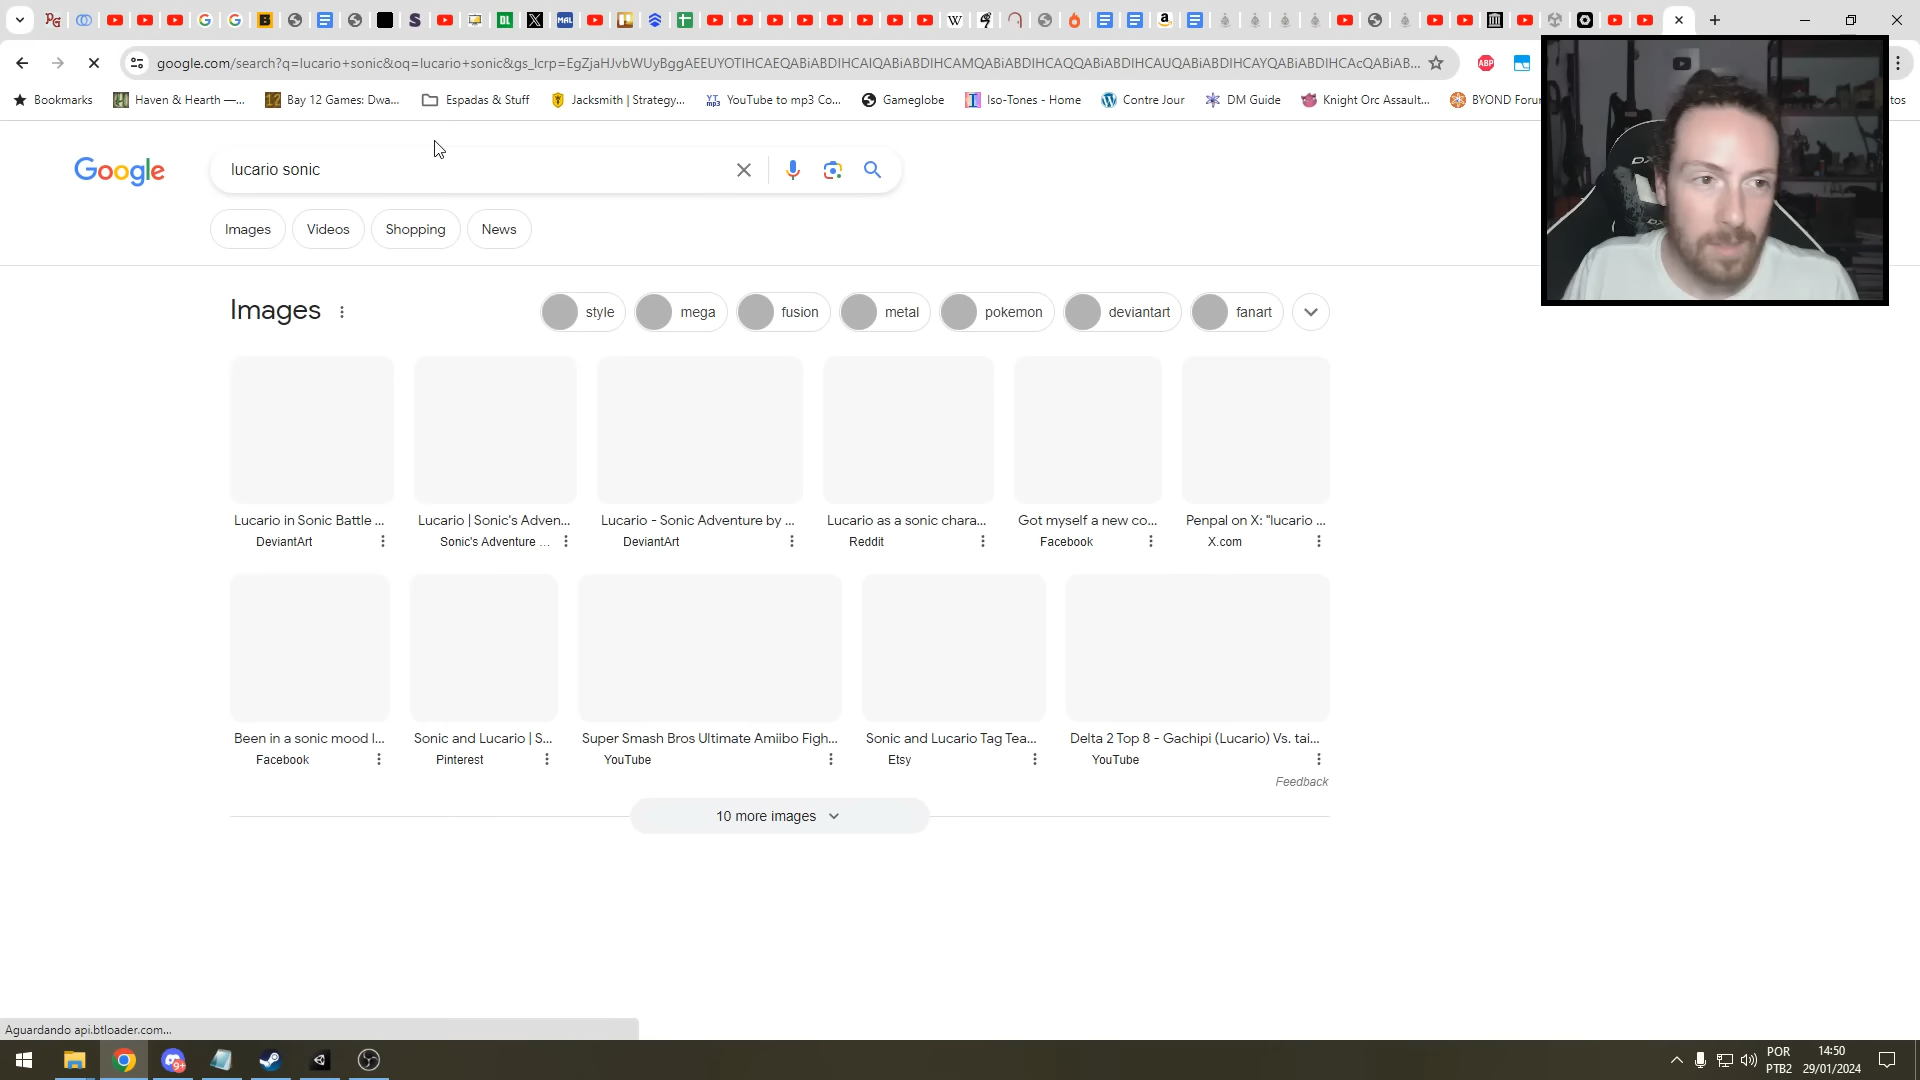 google.com/search?q=lucario+sonic&oq=lucario+sonic&gs_lcrp=EgZjaHJvbWUyBggAEEUYOTIHCAEQABiABDIHCAIQABiABDIHCAMQABiABDIHCAQQABiABDIHCAUQABiABDIHCAYQABiABDIHCAcQABiAB...
Bookmarks
Haven & Hearth —...
Bay 12 Games: Dwa...
Espadas & Stuff
Jacksmith | Strategy...
YouTube to mp3 Co...
Gameglobe
Iso-Tones - Home
Contre Jour
DM Guide
Knight Orc Assault...
BYOND Foru
tos
Google
lucario sonic
Images
Videos
Shopping
News
Images
style
mega
fusion
metal
pokemon
deviantart
fanart
Lucario in Sonic Battle ...
DeviantArt
Lucario | Sonic's Adven...
Sonic's Adventure ...
Lucario - Sonic Adventure by ...
DeviantArt
Lucario as a sonic chara...
Reddit
Got myself a new co...
Facebook
Penpal on X: "lucario ...
X.com
Been in a sonic mood l...
Facebook
Sonic and Lucario | S...
Pinterest
Super Smash Bros Ultimate Amiibo Figh...
YouTube
Sonic and Lucario Tag Tea...
Etsy
Delta 2 Top 8 - Gachipi (Lucario) Vs. tai...
YouTube
Feedback
10 more images
Aguardando api.btloader.com...
POR
PTB2
14:50
29/01/2024